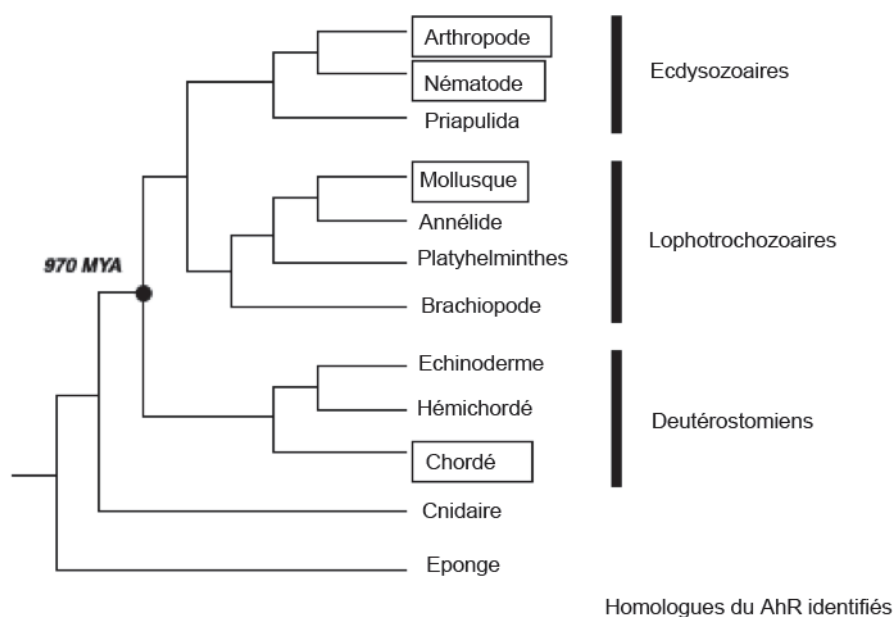 Arthropode
Nématode
Priapulida
Ecdysozoaires
Mollusque
Annélide
Platyhelminthes
Brachiopode
Lophotrochozoaires
970 MYA
Echinoderme
Hémichordé
Chordé
Deutérostomiens
Cnidaire
Eponge
Homologues du AhR identifiés